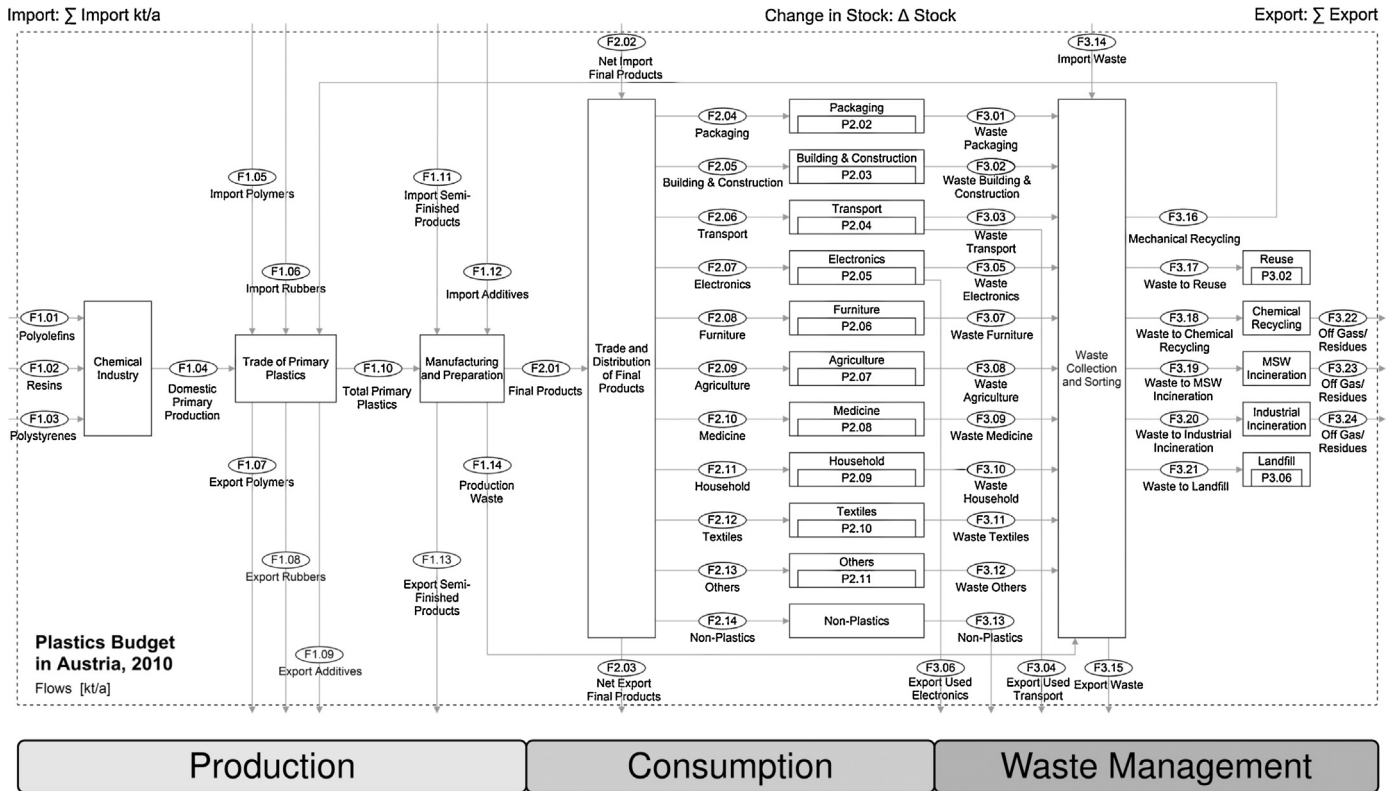 Import: ∑ Import kt/a
Change in Stock: Δ Stock
Export: ∑ Export
F2.02
Net Import
Final Products
F3.14
Import Waste
F1.05
Import Polymers
F1.11
Import Semi-
Finished
Products
F1.06
Import Rubbers
F1.12
Import Additives
F1.01
Polyolefins
F1.02
Resins
F1.03
Polystyrenes
Chemical
Industry
F1.04
Domestic
Primary
Production
Trade of Primary
Plastics
F1.10
Total Primary
Plastics
Manufacturing
and Preparation
F2.01
Final Products
F1.07
Export Polymers
F1.14
Production
Waste
F1.08
Export Rubbers
F1.13
Export Semi-
Finished
Products
F1.09
Export Additives
Trade and
Distribution
of Final
Products
F2.04
Packaging
Packaging
P2.02
F3.01
Waste
Packaging
F2.05
Building & Construction
Building & Construction
P2.03
F3.02
Waste Building &
Construction
F2.06
Transport
Transport
P2.04
F3.03
Waste
Transport
F2.07
Electronics
Electronics
P2.05
F3.05
Waste
Electronics
F2.08
Furniture
Furniture
P2.06
F3.07
Waste Furniture
F2.09
Agriculture
Agriculture
P2.07
F3.08
Waste
Agriculture
F2.10
Medicine
Medicine
P2.08
F3.09
Waste Medicine
F2.11
Household
Household
P2.09
F3.10
Waste
Household
F2.12
Textiles
Textiles
P2.10
F3.11
Waste Textiles
F2.13
Others
Others
P2.11
F3.12
Waste Others
F2.14
Non-Plastics
Non-Plastics
F3.13
Non-Plastics
F2.03
Net Export
Final Products
F3.06
Export Used
Electronics
F3.04
Export Used
Transport
F3.15
Export Waste
Waste
Collection
and Sorting
F3.16
Mechanical Recycling
F3.17
Waste to Reuse
Reuse
P3.02
F3.18
Waste to Chemical
Recycling
Chemical
Recycling
F3.22
Off Gas/
Residues
F3.19
Waste to MSW
Incineration
MSW
Incineration
F3.23
Off Gas/
Residues
F3.20
Waste to Industrial
Incineration
Industrial
Incineration
F3.24
Off Gas/
Residues
F3.21
Waste to Landfill
Landfill
P3.06
Plastics Budget
in Austria, 2010
Flows [kt/a]
Production
Consumption
Waste Management